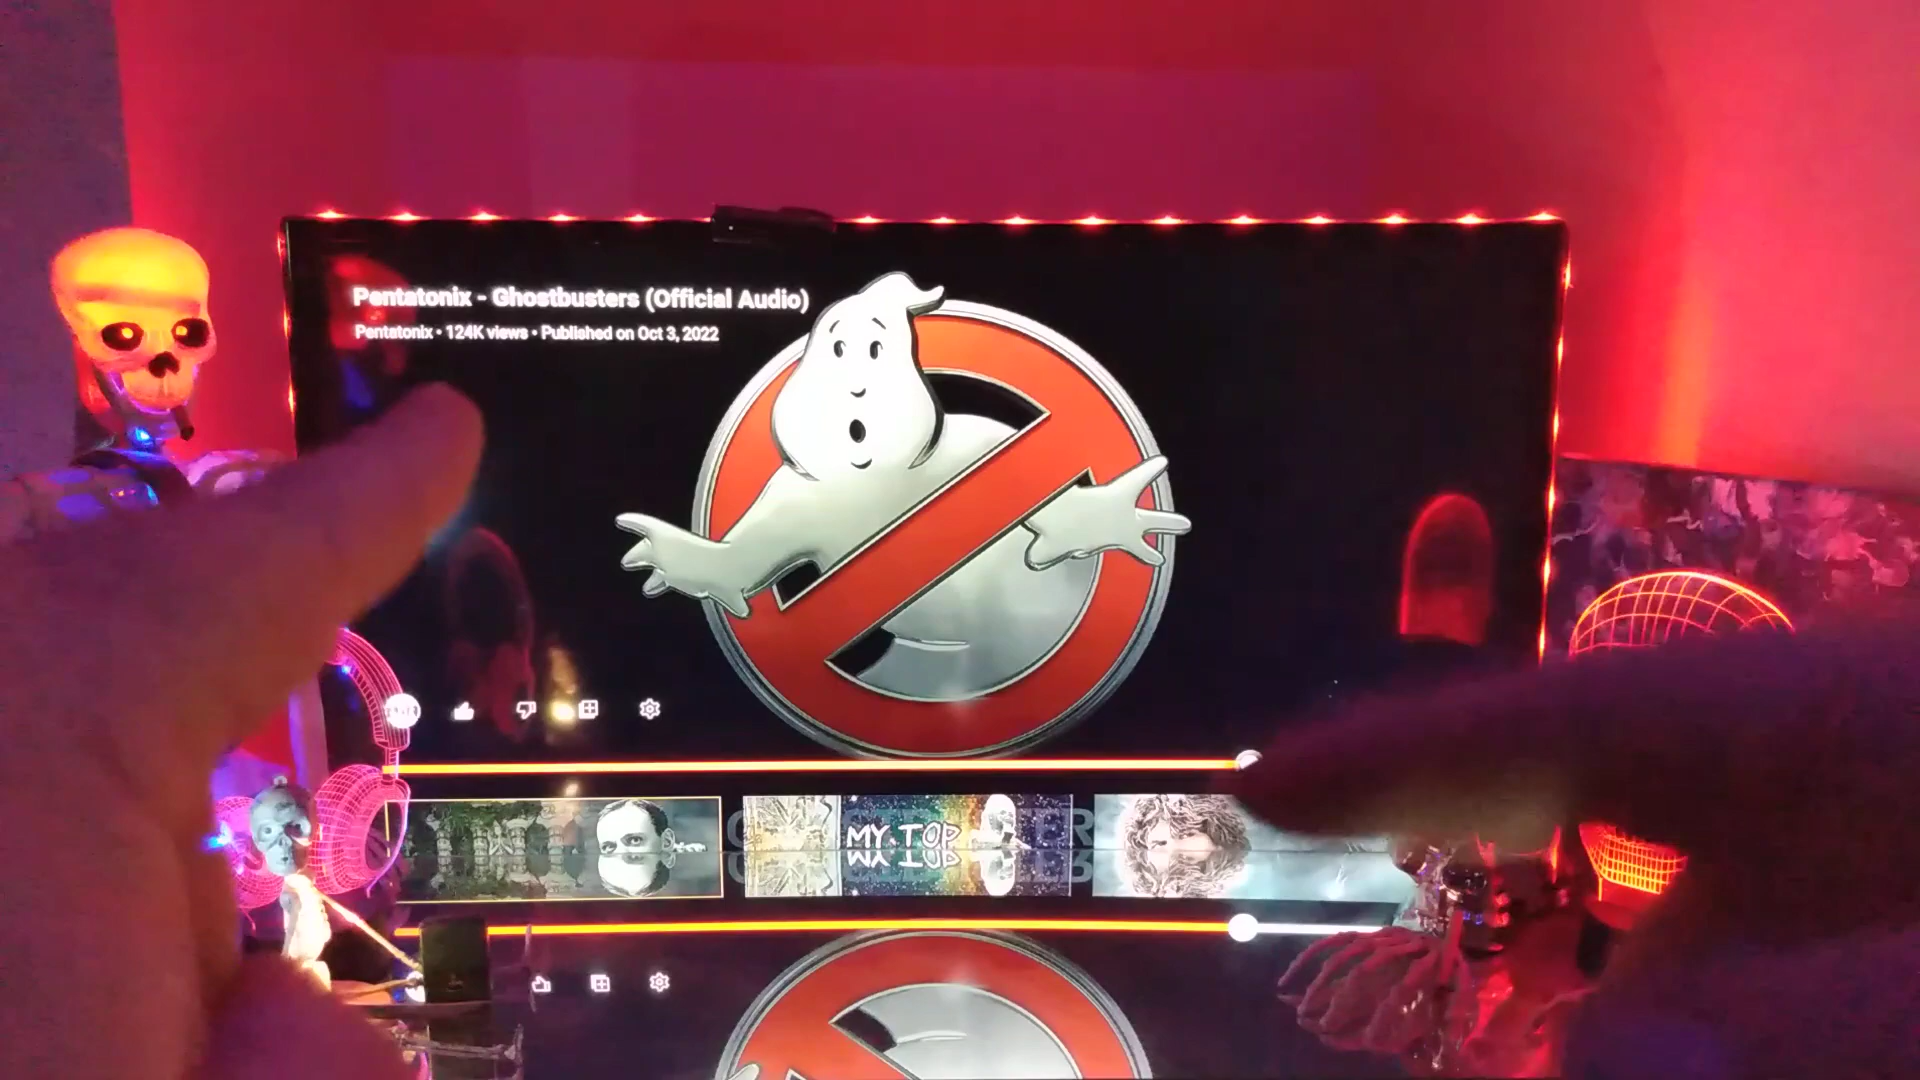 Pentatonix - Ghostbusters (Official Audio)
Pentatonix • 124K views • Published on Oct 3, 2022
MY TOP